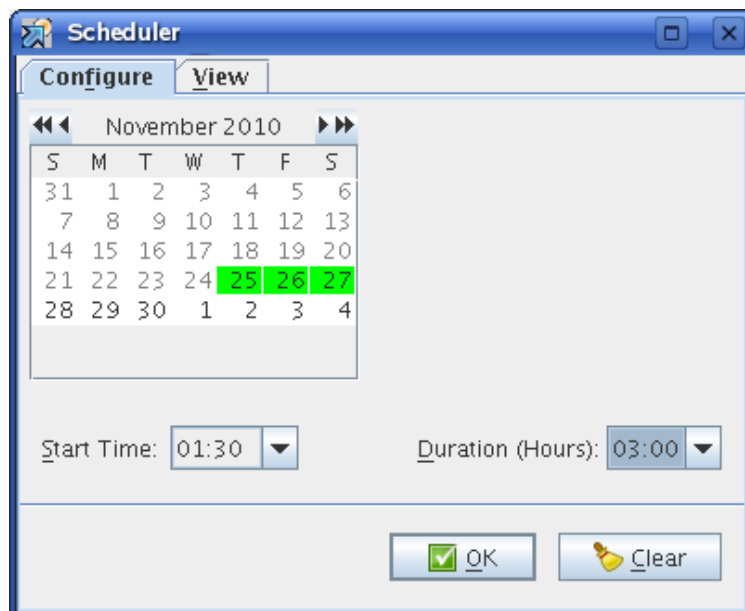 Scheduler
Configure View
November 2010
S M T W T F S
31 1 2 3 4 5 6
7 8 9 10 11 12 13
14 15 16 17 18 19 20
21 22 23 24 25 26 27
28 29 30 1 2 3 4
Start Time: 01:30 Duration (Hours): 03:00
OK Clear